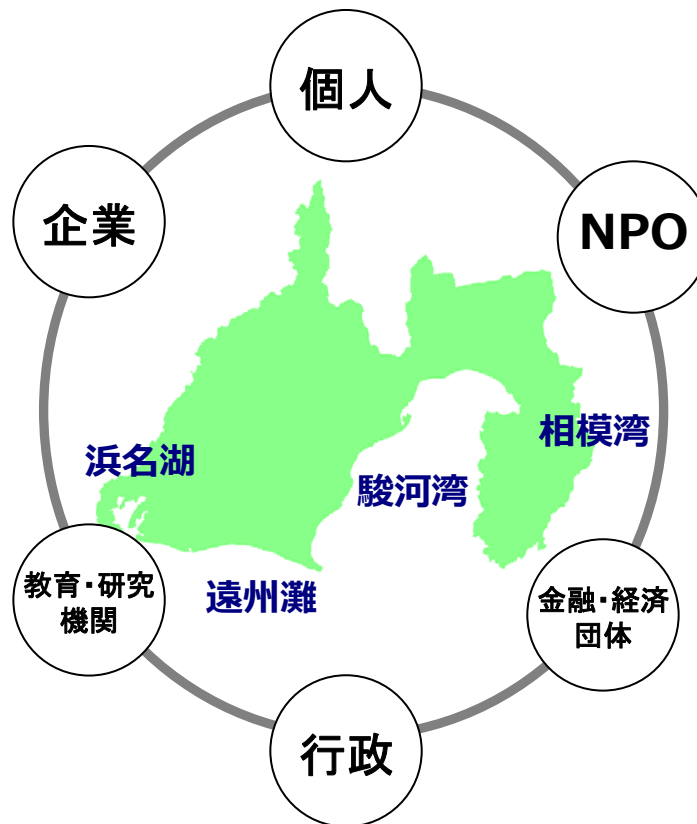 個人
企業
NPO
相模湾
浜名湖
駿河湾
教育・研究
機関
遠州灘
金融・経済
団体
行政